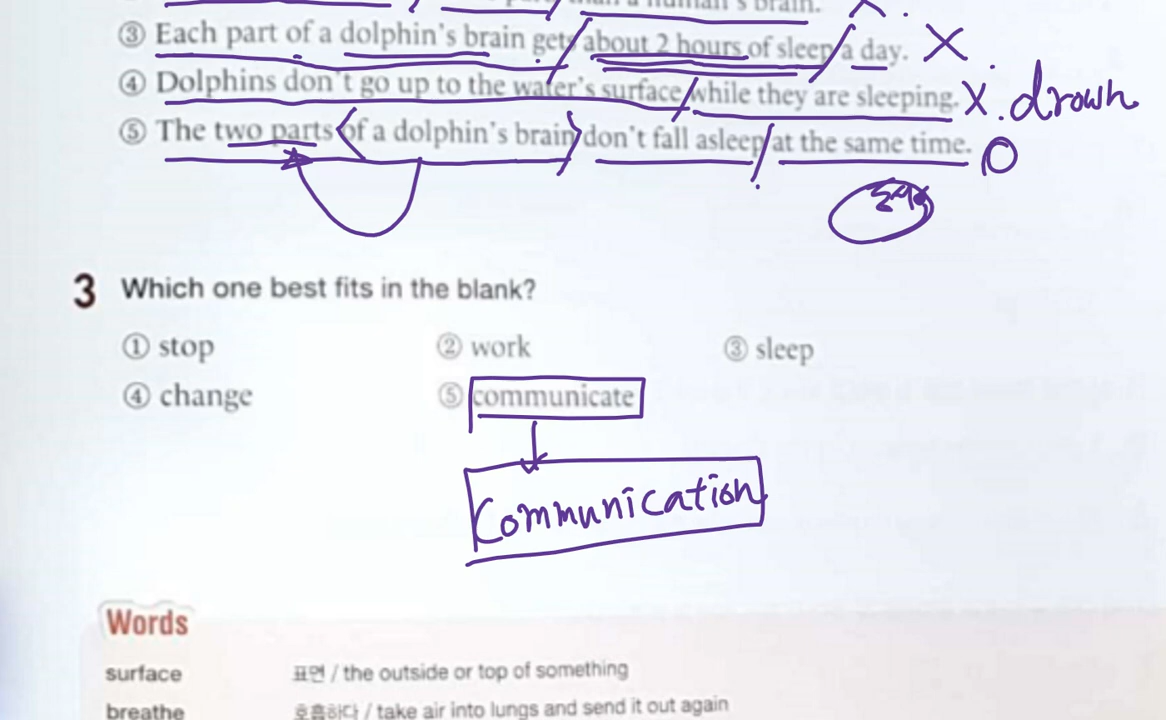 than a human's brain. X.
③ Each part of a dolphin's brain gets about 2 hours of sleep a day. X.
④ Dolphins don't go up to the water's surface while they are sleeping. X. drown
⑤ The two parts of a dolphin's brain don't fall asleep at the same time. O
3 Which one best fits in the blank?
① stop ② work ③ sleep
④ change ⑤ communicate
Communication
Words
surface 표면 / the outside or top of something
breathe 호흡하다 / take air into lungs and send it out again